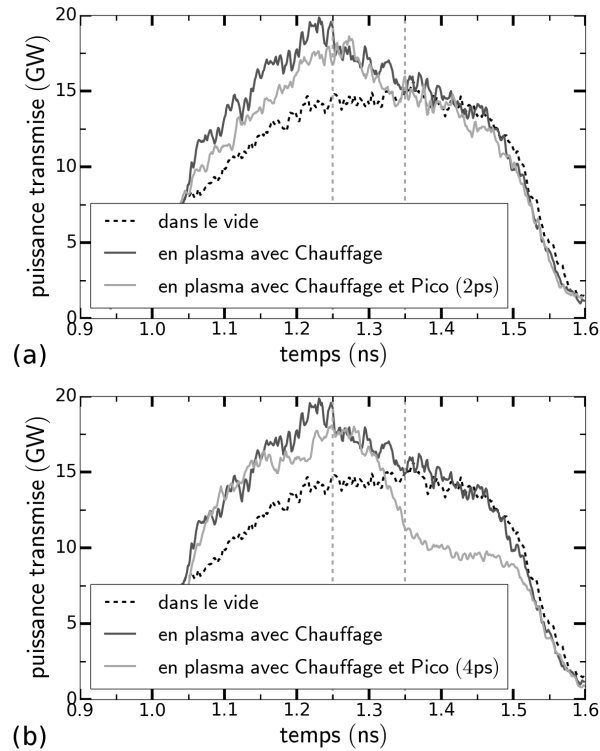 20
15
10
5
0
puissance transmise (GW)
dans le vide
en plasma avec Chauffage
en plasma avec Chauffage et Pico (2ps)
0.9 1.0 1.1 1.2 1.3 1.4 1.5 1.6
temps (ns)
(a)
20
15
10
5
0
puissance transmise (GW)
dans le vide
en plasma avec Chauffage
en plasma avec Chauffage et Pico (4ps)
0.9 1.0 1.1 1.2 1.3 1.4 1.5 1.6
temps (ns)
(b)